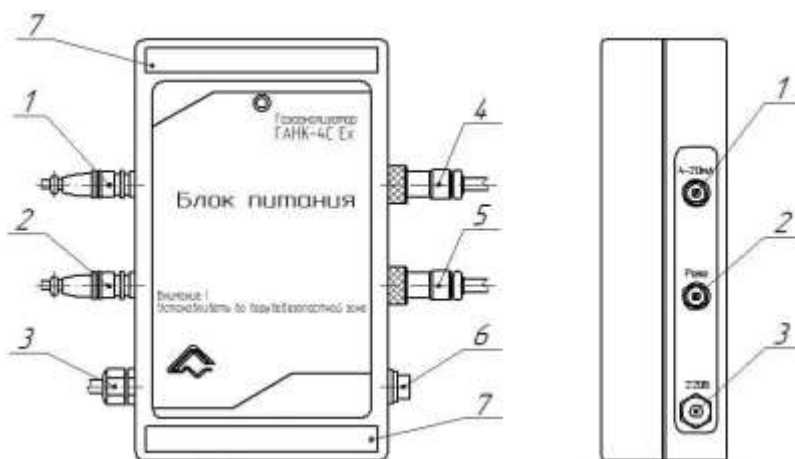 7
1
2
3
Газоанализатор
ГАНК-4С Ex
Блок питания
Внимание !
Устанавливать во взрывобезопасной зоне
4
5
6
7
4-20мА
Реле
220В
1
2
3